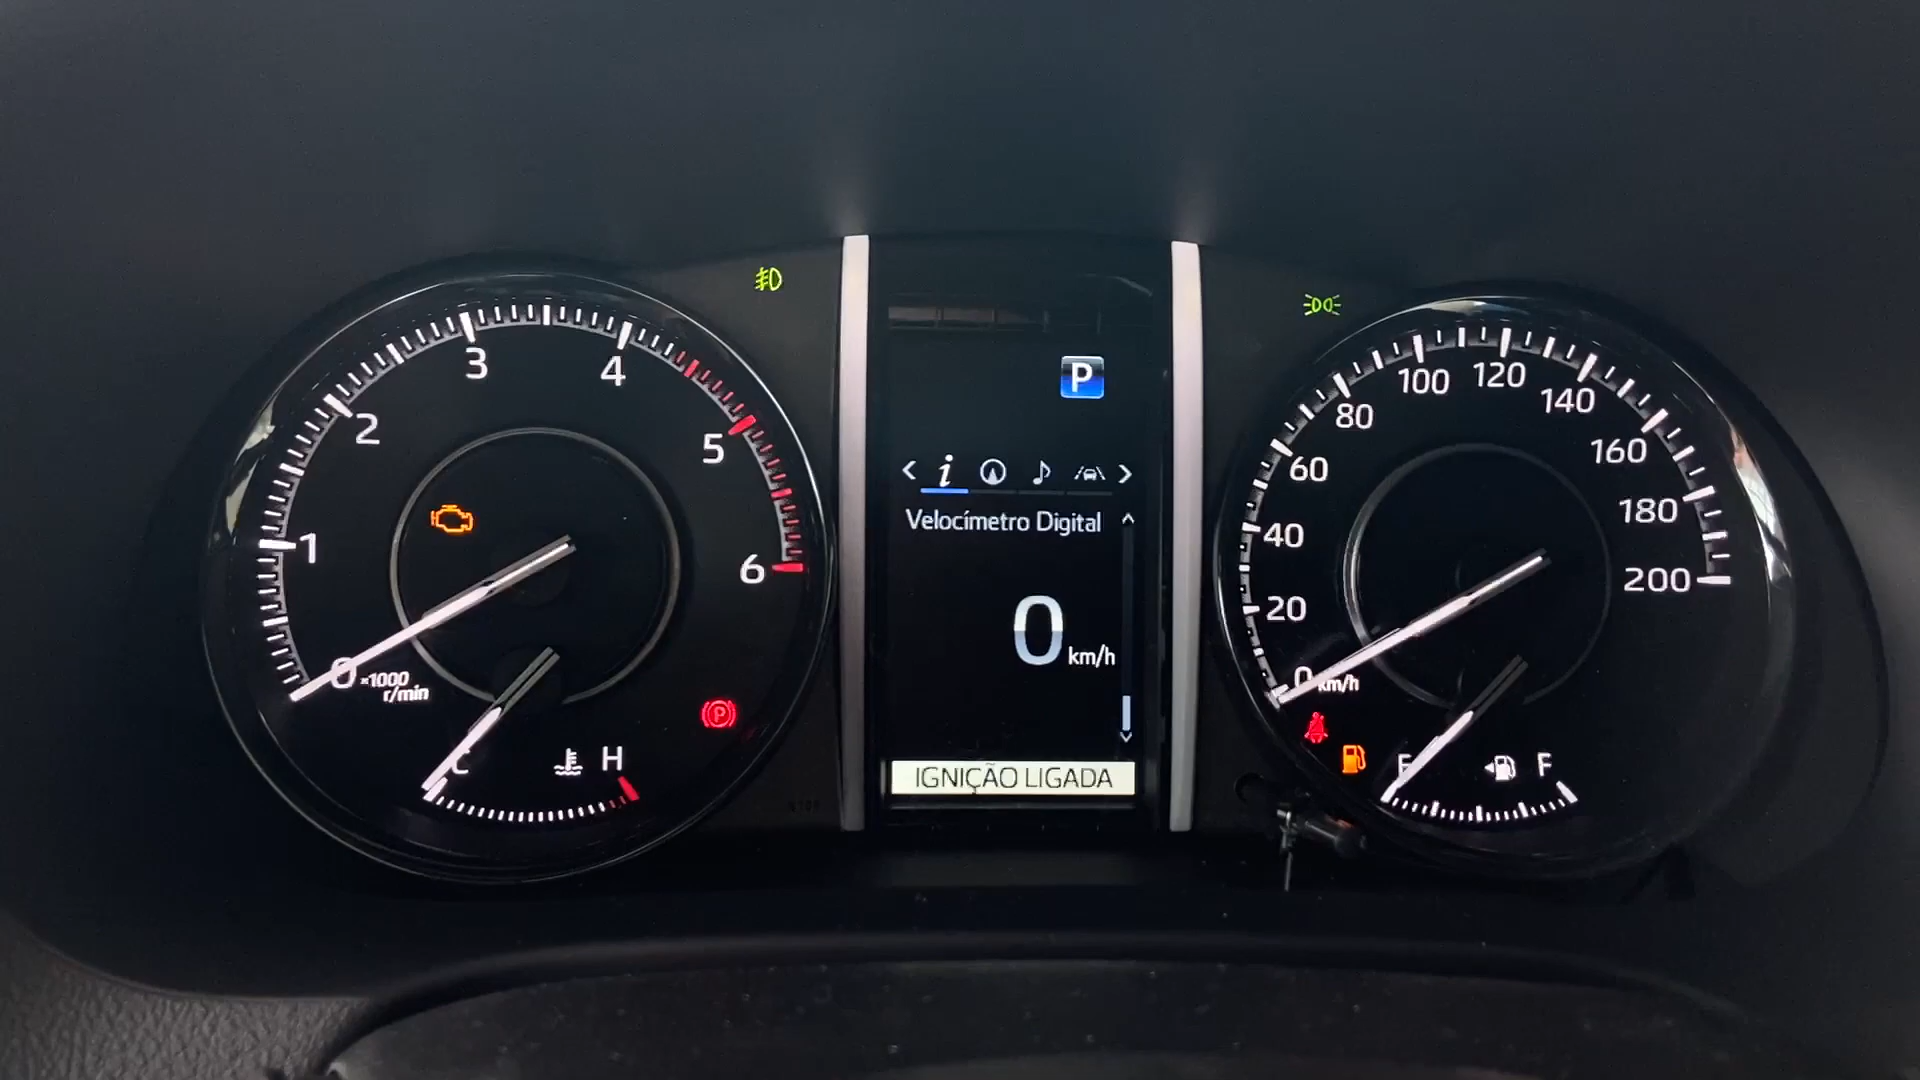 0
1
2
3
4
5
6
×1000
r/min
C
H
P
P
i
Velocímetro Digital
0 km/h
IGNIÇÃO LIGADA
0
20
40
60
80
100
120
140
160
180
200
km/h
E
F